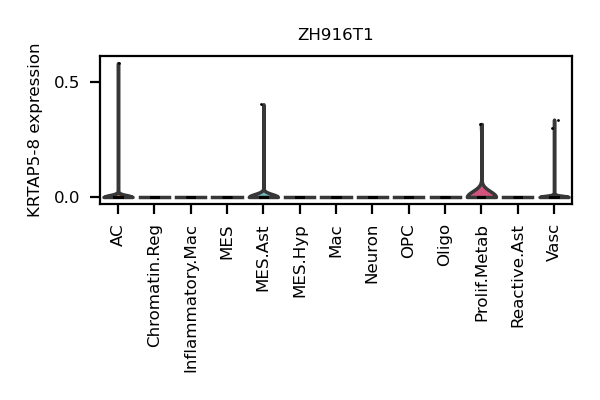 ZH916T1
KRTAP5-8 expression
0.5
0.0
AC
Chromatin.Reg
Inflammatory.Mac
MES
MES.Ast
MES.Hyp
Mac
Neuron
OPC
Oligo
Prolif.Metab
Reactive.Ast
Vasc